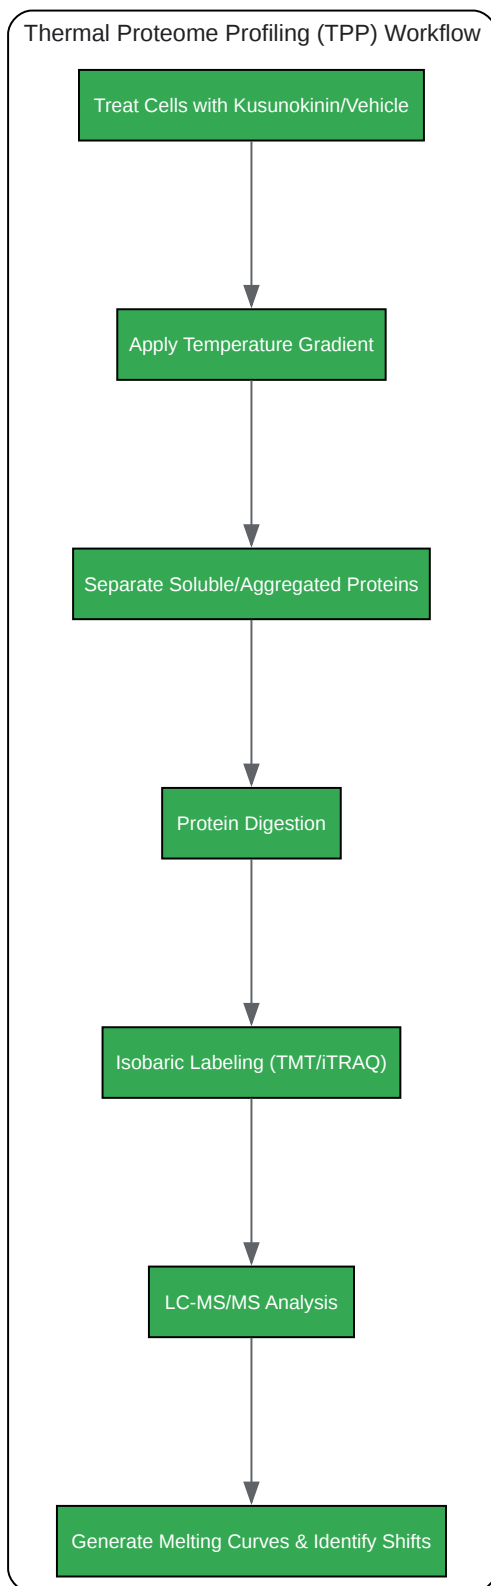 Thermal Proteome Profiling (TPP) Workflow
Treat Cells with Kusunokinin/Vehicle
Apply Temperature Gradient
Separate Soluble/Aggregated Proteins
Protein Digestion
Isobaric Labeling (TMT/iTRAQ)
LC-MS/MS Analysis
Generate Melting Curves & Identify Shifts